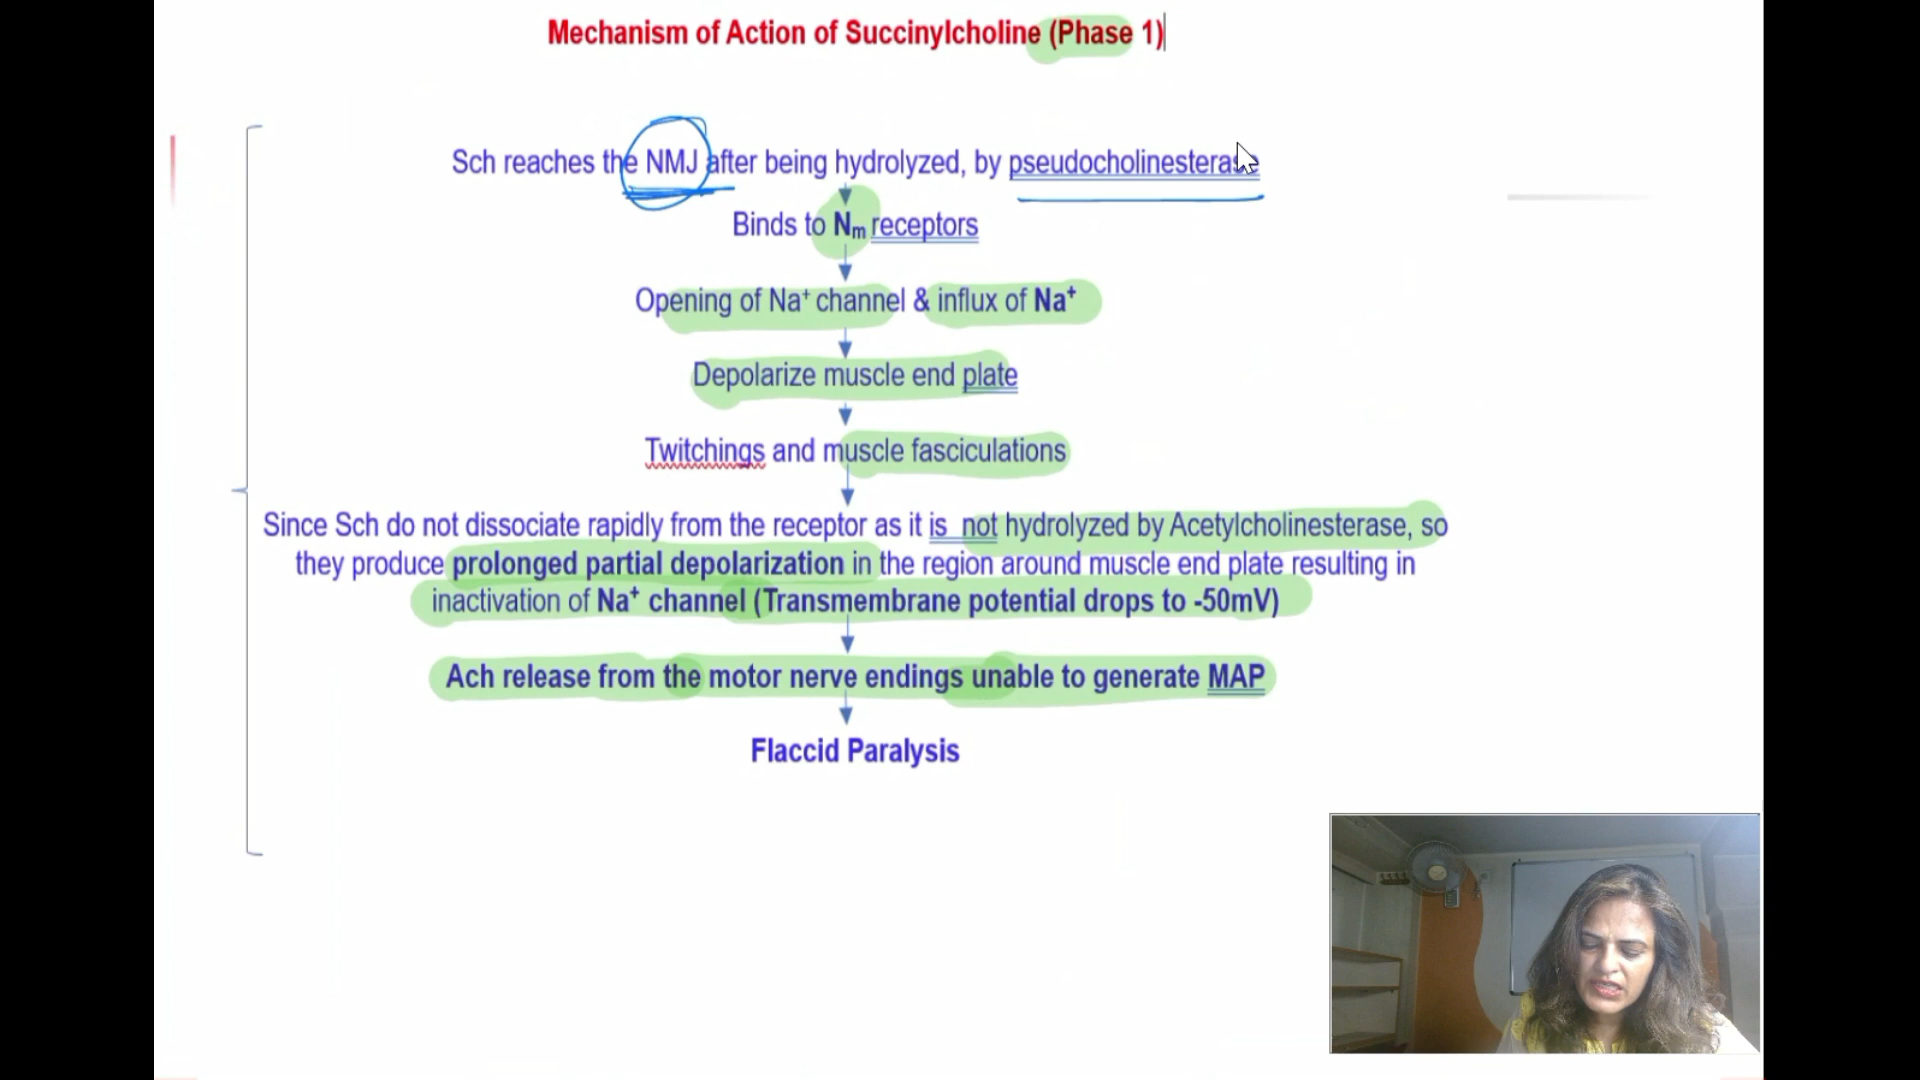 Mechanism of Action of Succinylcholine (Phase 1)
Sch reaches the NMJ after being hydrolyzed, by pseudocholinesterase
Binds to Nm receptors
Opening of Na+ channel & influx of Na+
Depolarize muscle end plate
Twitchings and muscle fasciculations
Since Sch do not dissociate rapidly from the receptor as it is not hydrolyzed by Acetylcholinesterase, so
they produce prolonged partial depolarization in the region around muscle end plate resulting in
inactivation of Na+ channel (Transmembrane potential drops to -50mV)
Ach release from the motor nerve endings unable to generate MAP
Flaccid Paralysis